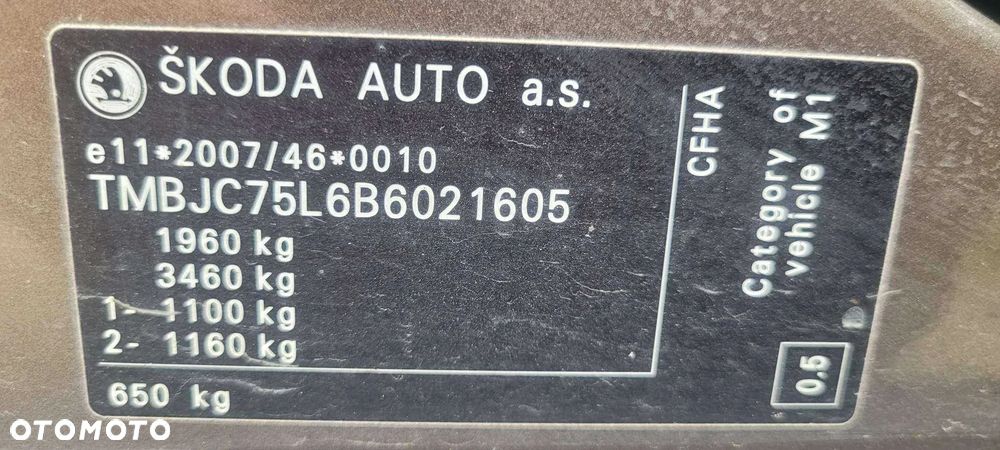 ŠKODA AUTO a.s.
e11*2007/46*0010
TMBJC75L6B6021605
1960 kg
3460 kg
1- 1100 kg
2- 1160 kg
650 kg
CFHA
Category of
vehicle M1
0.5
OTOMOTO